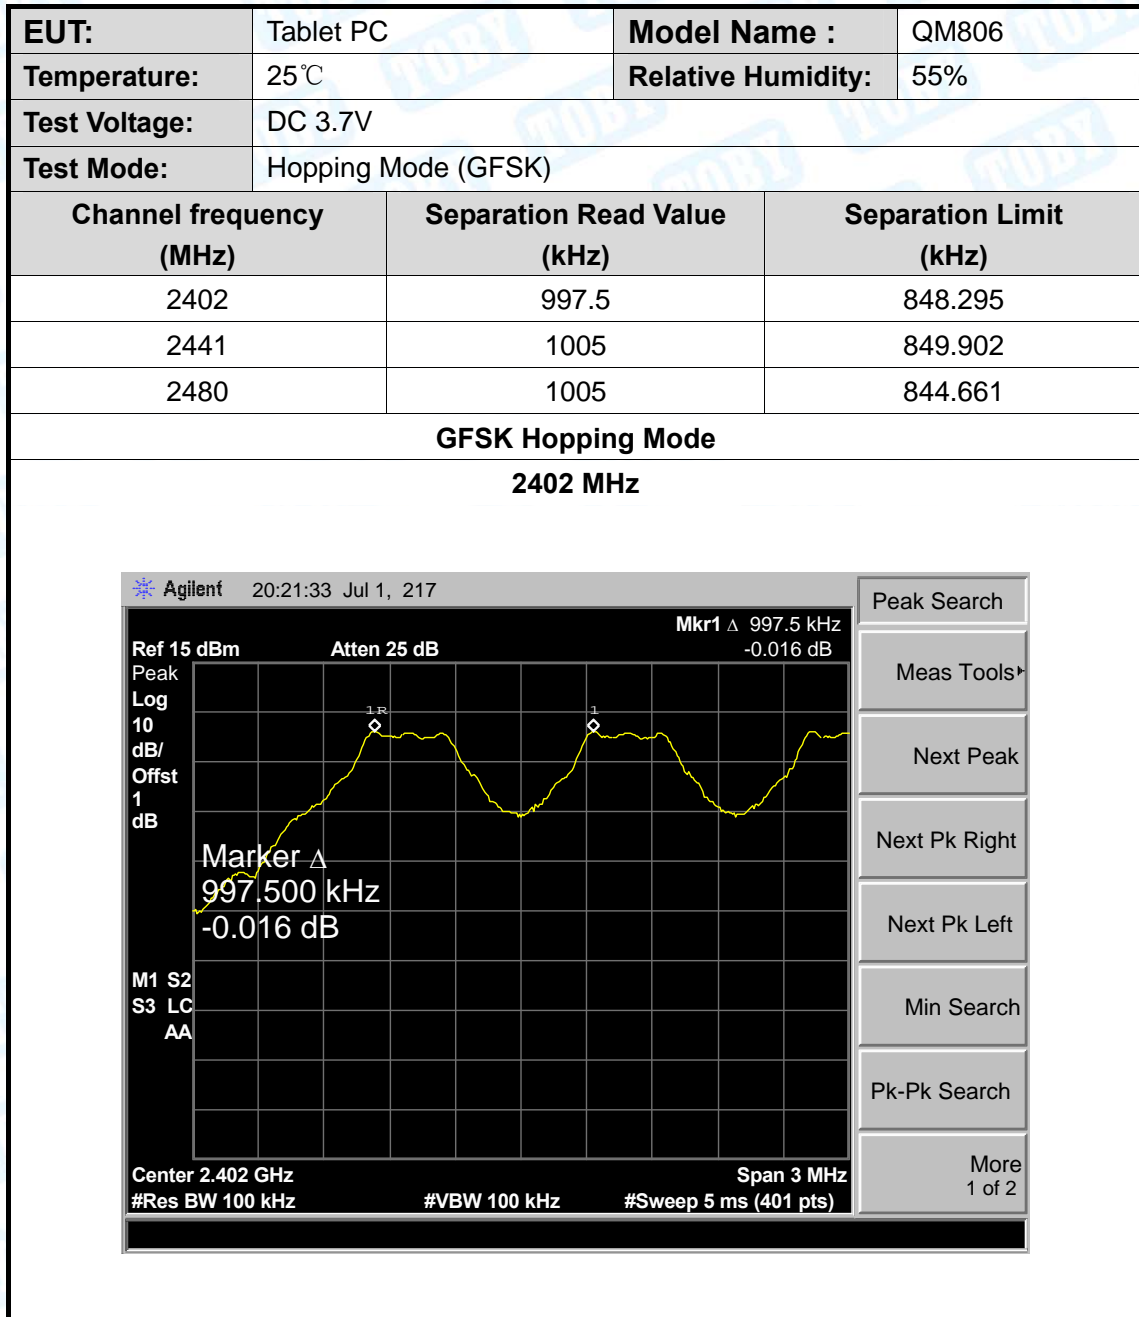 EUT: Tablet PC Model Name : QM806
Temperature: 25℃ Relative Humidity: 55%
Test Voltage: DC 3.7V
Test Mode: Hopping Mode (GFSK)
Channel frequency (MHz) Separation Read Value (kHz) Separation Limit (kHz)
2402 997.5 848.295
2441 1005 849.902
2480 1005 844.661
GFSK Hopping Mode
2402 MHz
Agilent 20:21:33 Jul 1, 217
Peak Search
Mkr1 Δ 997.5 kHz
Ref 15 dBm Atten 25 dB -0.016 dB
Peak
Log
10
dB/
Offst
1
dB
1R 1
Marker Δ
997.500 kHz
-0.016 dB
M1 S2
S3 LC
AA
Center 2.402 GHz Span 3 MHz
#Res BW 100 kHz #VBW 100 kHz #Sweep 5 ms (401 pts)
Meas Tools
Next Peak
Next Pk Right
Next Pk Left
Min Search
Pk-Pk Search
More
1 of 2
TOBY